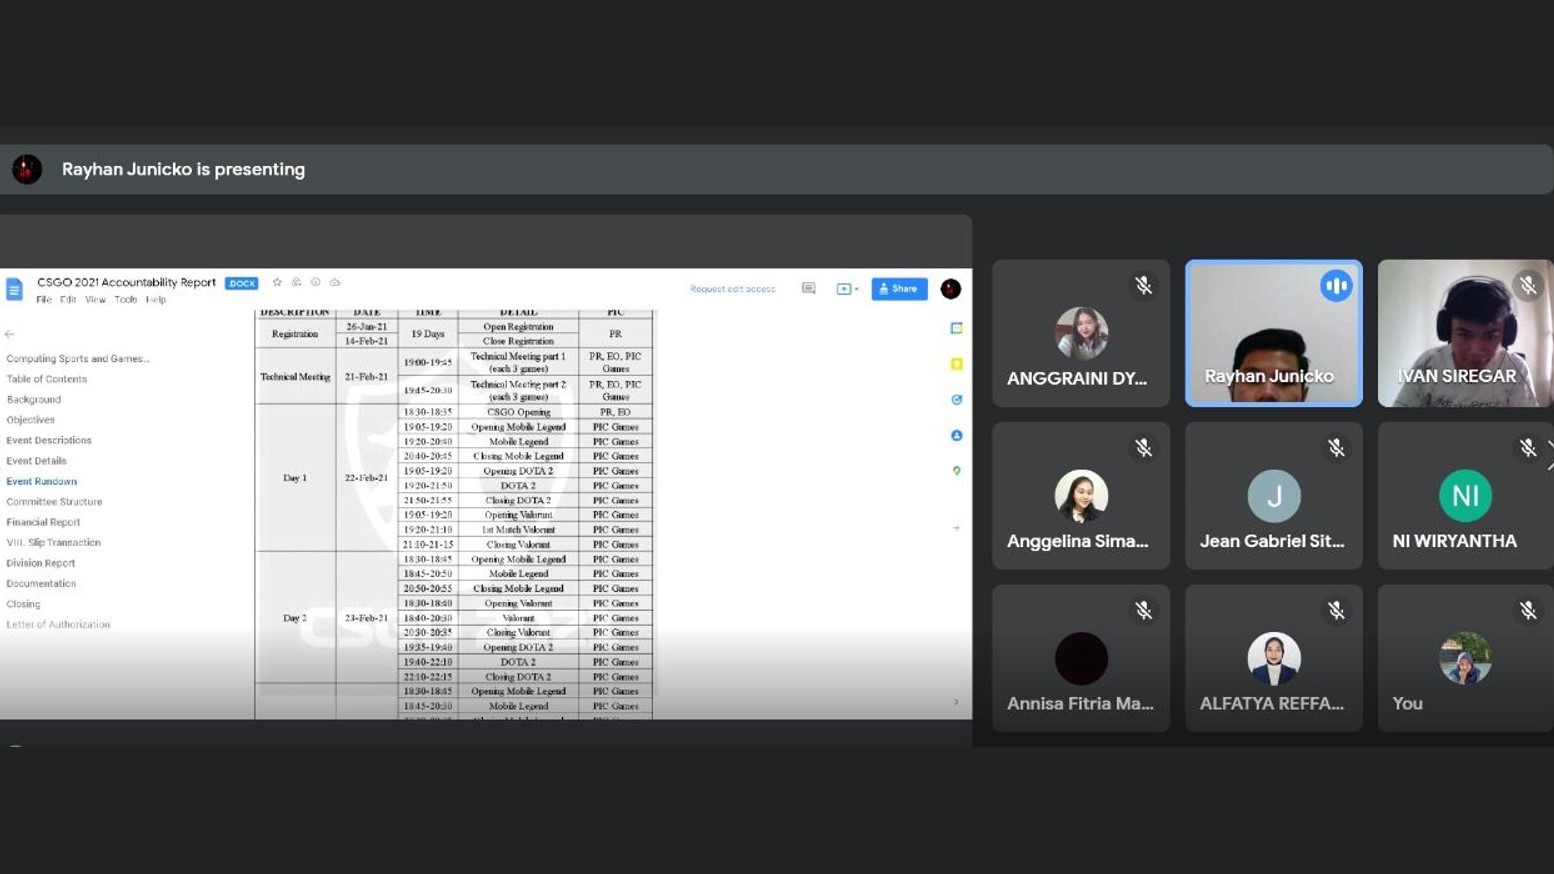 Rayhan Junicko is presenting
CSGO 2021 Accountability Report .DOCX
File Edit View Tools Help
Request edit access
Share
Computing Sports and Games...
Table of Contents
Background
Objectives
Event Descriptions
Event Details
Event Rundown
Committee Structure
Financial Report
VIII. Slip Transaction
Division Report
Documentation
Closing
Letter of Authorization
DESCRIPTION DATE TIME DETAIL PIC
Registration 26-Jan-21 19 Days Open Registration PR
14-Feb-21 Close Registration
Technical Meeting 21-Feb-21 19:00-19:45 Technical Meeting part 1 (each 3 games) PR, EO, PIC Games
19:45-20:30 Technical Meeting part 2 (each 3 games) PR, EO, PIC Games
Day 1 22-Feb-21 18:30-18:35 CSGO Opening PR, EO
19:05-19:20 Opening Mobile Legend PIC Games
19:20-20:40 Mobile Legend PIC Games
20:40-20:45 Closing Mobile Legend PIC Games
19:05-19:20 Opening DOTA 2 PIC Games
19:20-21:50 DOTA 2 PIC Games
21:50-21:55 Closing DOTA 2 PIC Games
19:05-19:20 Opening Valorant PIC Games
19:20-21:10 1st Match Valorant PIC Games
21:10-21-15 Closing Valorant PIC Games
Day 2 23-Feb-21 18:30-18:45 Opening Mobile Legend PIC Games
18:45-20:50 Mobile Legend PIC Games
20:50-20:55 Closing Mobile Legend PIC Games
18:30-18:40 Opening Valorant PIC Games
18:40-20:30 Valorant PIC Games
20:30-20:35 Closing Valorant PIC Games
19:35-19:40 Opening DOTA 2 PIC Games
19:40-22:10 DOTA 2 PIC Games
22:10-22:15 Closing DOTA 2 PIC Games
18:30-18:45 Opening Mobile Legend PIC Games
18:45-20:30 Mobile Legend PIC Games
ANGGRAINI DY...
Rayhan Junicko
IVAN SIREGAR
Anggelina Sima...
J
Jean Gabriel Sit...
NI
NI WIRYANTHA
Annisa Fitria Ma...
ALFATYA REFFA...
You